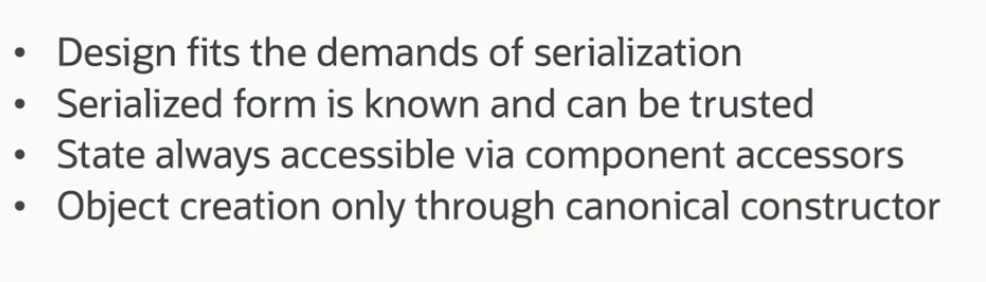 • Design fits the demands of serialization
• Serialized form is known and can be trusted
• State always accessible via component accessors
• Object creation only through canonical constructor